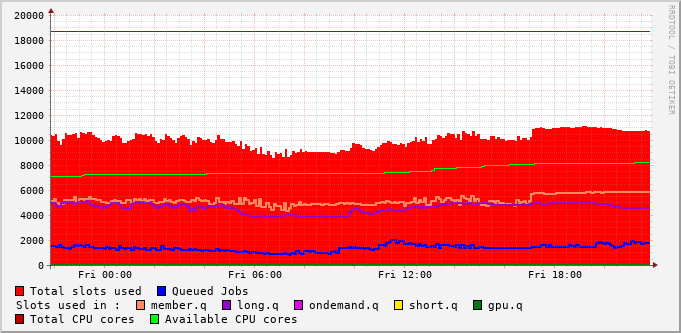 20000
18000
16000
14000
12000
10000
8000
6000
4000
2000
0
Fri 00:00 Fri 06:00 Fri 12:00 Fri 18:00
RRDTOOL / TOBI OETIKER
Total slots used Queued Jobs
Slots used in : member.q long.q ondemand.q short.q gpu.q
Total CPU cores Available CPU cores